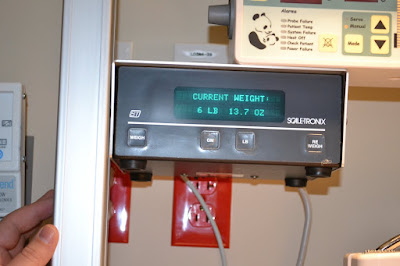 Alarms
Probe Failure
Patient Temp
System Failure
Heat Off
Check Patient
Power Failure
Servo
Manual
Mode
CURRENT WEIGHT:
6 LB 13.7 OZ
SCALETRONIX
WEIGH
LB
RE
WEIGH